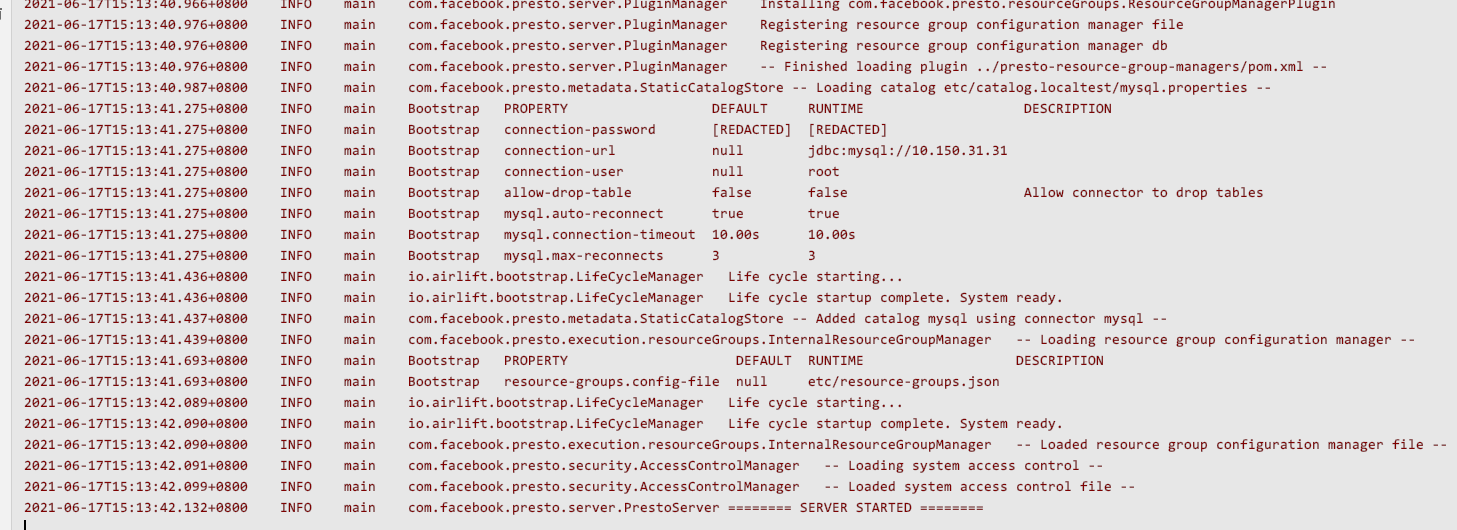 2021-06-17T15:13:40.966+0800 INFO main com.facebook.presto.server.PluginManager Installing com.facebook.presto.resourceGroups.ResourceGroupManagerPlugin
2021-06-17T15:13:40.976+0800 INFO main com.facebook.presto.server.PluginManager Registering resource group configuration manager file
2021-06-17T15:13:40.976+0800 INFO main com.facebook.presto.server.PluginManager Registering resource group configuration manager db
2021-06-17T15:13:40.976+0800 INFO main com.facebook.presto.server.PluginManager -- Finished loading plugin ../presto-resource-group-managers/pom.xml --
2021-06-17T15:13:40.987+0800 INFO main com.facebook.presto.metadata.StaticCatalogStore -- Loading catalog etc/catalog.localtest/mysql.properties --
2021-06-17T15:13:41.275+0800 INFO main Bootstrap PROPERTY DEFAULT RUNTIME DESCRIPTION
2021-06-17T15:13:41.275+0800 INFO main Bootstrap connection-password [REDACTED] [REDACTED]
2021-06-17T15:13:41.275+0800 INFO main Bootstrap connection-url null jdbc:mysql://10.150.31.31
2021-06-17T15:13:41.275+0800 INFO main Bootstrap connection-user null root
2021-06-17T15:13:41.275+0800 INFO main Bootstrap allow-drop-table false false Allow connector to drop tables
2021-06-17T15:13:41.275+0800 INFO main Bootstrap mysql.auto-reconnect true true
2021-06-17T15:13:41.275+0800 INFO main Bootstrap mysql.connection-timeout 10.00s 10.00s
2021-06-17T15:13:41.275+0800 INFO main Bootstrap mysql.max-reconnects 3 3
2021-06-17T15:13:41.436+0800 INFO main io.airlift.bootstrap.LifeCycleManager Life cycle starting...
2021-06-17T15:13:41.436+0800 INFO main io.airlift.bootstrap.LifeCycleManager Life cycle startup complete. System ready.
2021-06-17T15:13:41.437+0800 INFO main com.facebook.presto.metadata.StaticCatalogStore -- Added catalog mysql using connector mysql --
2021-06-17T15:13:41.439+0800 INFO main com.facebook.presto.execution.resourceGroups.InternalResourceGroupManager -- Loading resource group configuration manager --
2021-06-17T15:13:41.693+0800 INFO main Bootstrap PROPERTY DEFAULT RUNTIME DESCRIPTION
2021-06-17T15:13:41.693+0800 INFO main Bootstrap resource-groups.config-file null etc/resource-groups.json
2021-06-17T15:13:42.089+0800 INFO main io.airlift.bootstrap.LifeCycleManager Life cycle starting...
2021-06-17T15:13:42.090+0800 INFO main io.airlift.bootstrap.LifeCycleManager Life cycle startup complete. System ready.
2021-06-17T15:13:42.090+0800 INFO main com.facebook.presto.execution.resourceGroups.InternalResourceGroupManager -- Loaded resource group configuration manager file --
2021-06-17T15:13:42.091+0800 INFO main com.facebook.presto.security.AccessControlManager -- Loading system access control --
2021-06-17T15:13:42.099+0800 INFO main com.facebook.presto.security.AccessControlManager -- Loaded system access control file --
2021-06-17T15:13:42.132+0800 INFO main com.facebook.presto.server.PrestoServer ======== SERVER STARTED ========